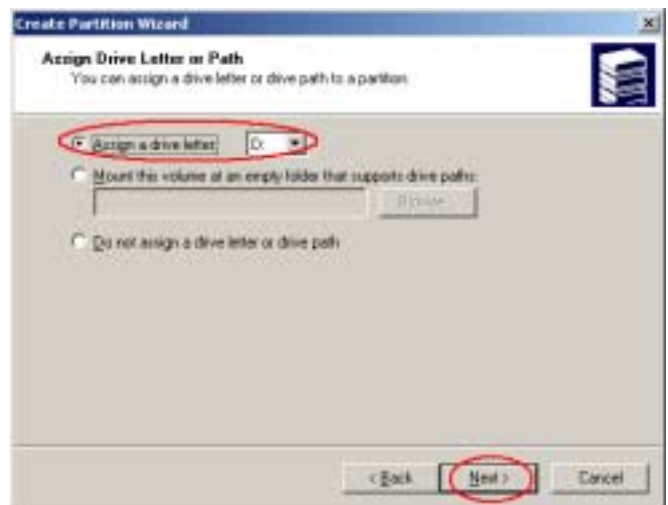 Create Partition Wizard
Assign Drive Letter or Path
You can assign a drive letter or drive path to a partition.
Assign a drive letter:
Mount this volume at an empty folder that supports drive paths:
Browse...
Do not assign a drive letter or drive path
< Back Next > Cancel